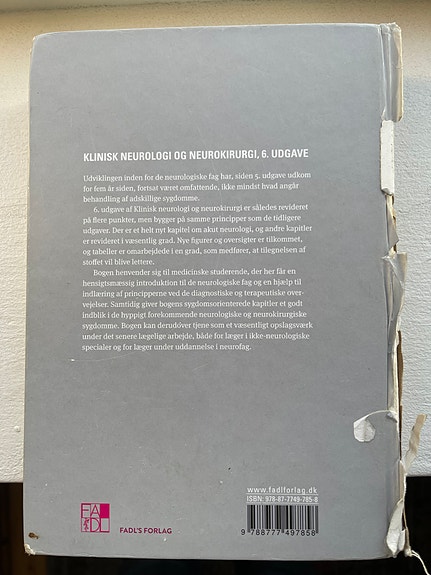 KLINISK NEUROLOGI OG NEUROKIRURGI, 6. UDGAVE
Udviklingen inden for de neurologiske fag har, siden 5. udgave udkom
for fem år siden, fortsat været omfattende, ikke mindst hvad angår
behandling af adskillige sygdomme.
6. udgave af Klinisk neurologi og neurokirurgi er således revideret
på flere punkter, men bygger på samme principper som de tidligere
udgaver. Der er et helt nyt kapitel om akut neurologi, og andre kapitler
er revideret i væsentlig grad. Nye figurer og oversigter er tilkommet,
og tabeller er omarbejdede i en grad, som medfører, at tilegnelsen af
stoffet vil blive lettere.
Bogen henvender sig til medicinske studerende, der her får en
hensigtsmæssig introduktion til de neurologiske fag og en hjælp til
indlæring af principperne ved de diagnostiske og terapeutiske over-
vejelser. Samtidig giver bogens sygdomsorienterede kapitler et godt
indblik i de hyppigt forekommende neurologiske og neurokirurgiske
sygdomme. Bogen kan derudover tjene som et væsentligt opslagsværk
under det senere lægelige arbejde, både for læger i ikke-neurologiske
specialer og for læger under uddannelse i neurofag.
www.fadlforlag.dk
ISBN: 978-87-7749-785-8
9 788777 497858
FADL
FADL'S FORLAG